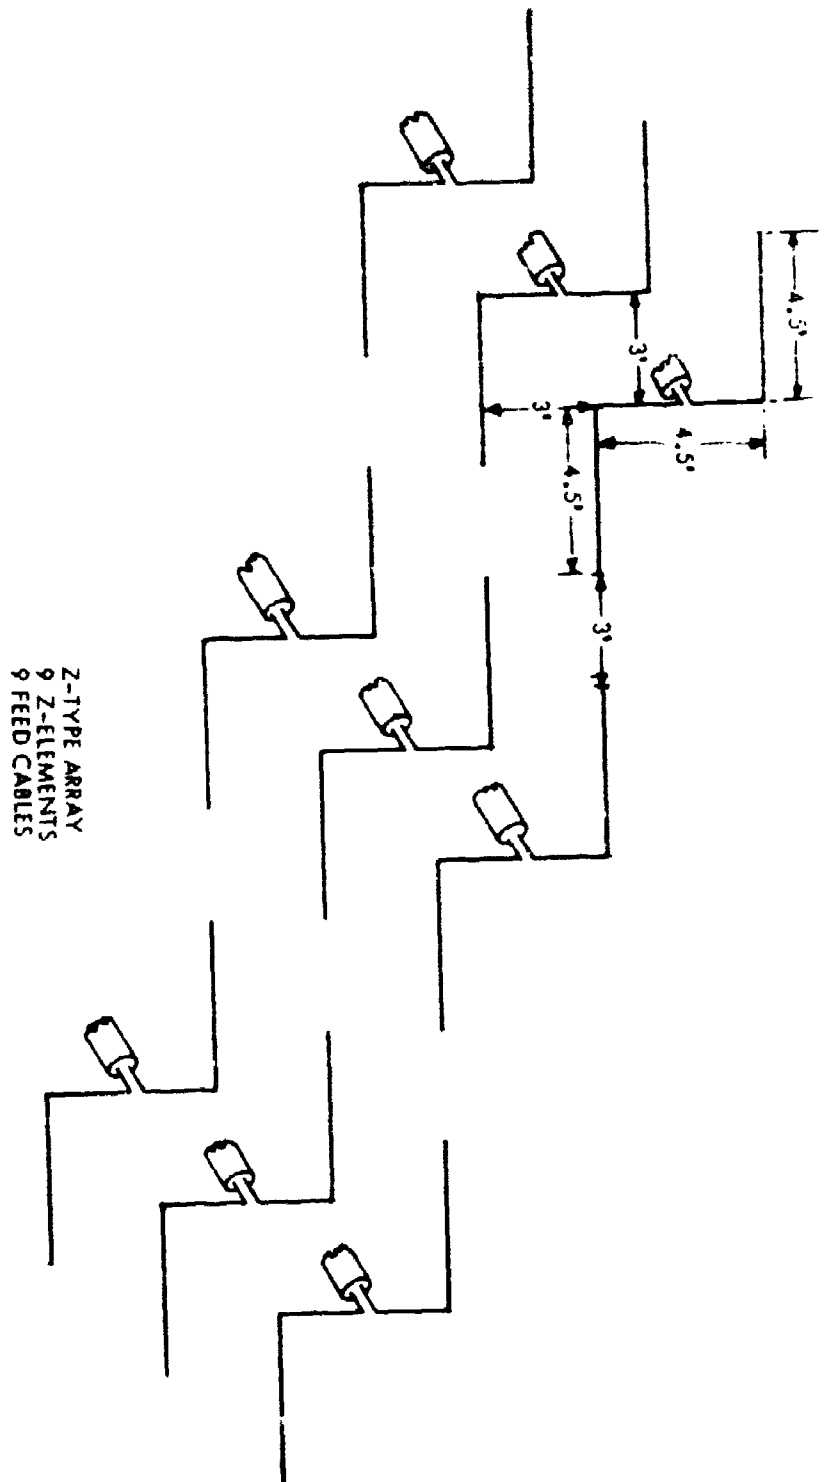 4.5'
3'
3'
4.5'
4.5'
3'
Z-TYPE ARRAY
9 Z-ELEMENTS
9 FEED CABLES